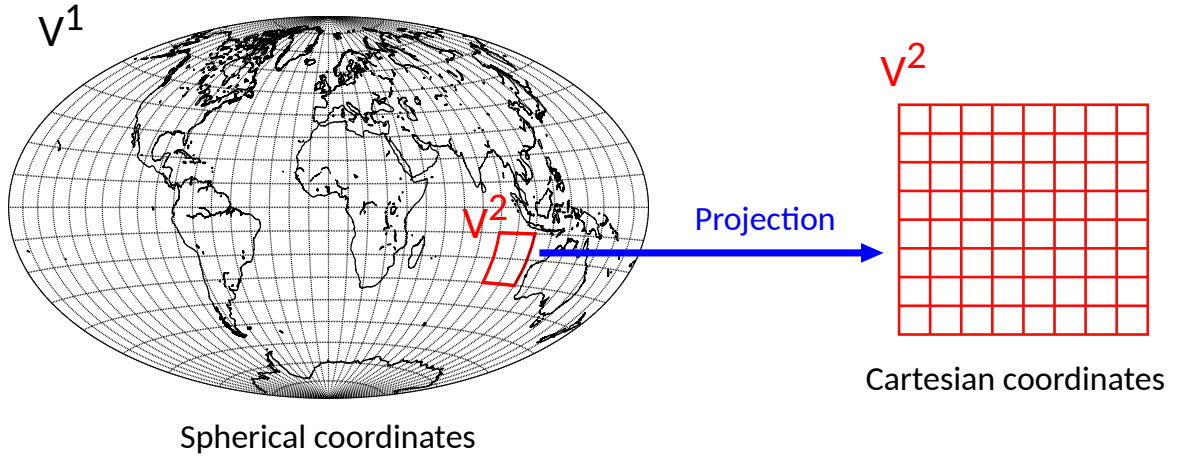 V¹
V²
V²
Projection
Cartesian coordinates
Spherical coordinates